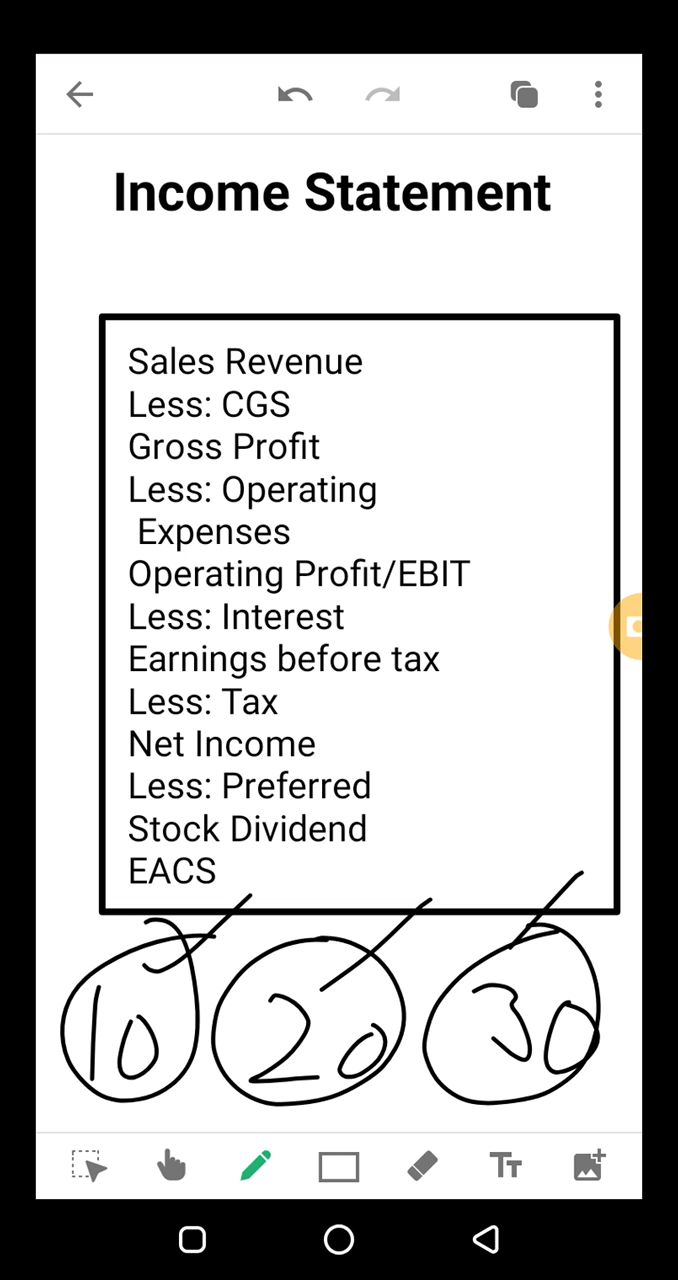 Income Statement
Sales Revenue
Less: CGS
Gross Profit
Less: Operating
Expenses
Operating Profit/EBIT
Less: Interest
Earnings before tax
Less: Tax
Net Income
Less: Preferred
Stock Dividend
EACS
10 20 30
Tт